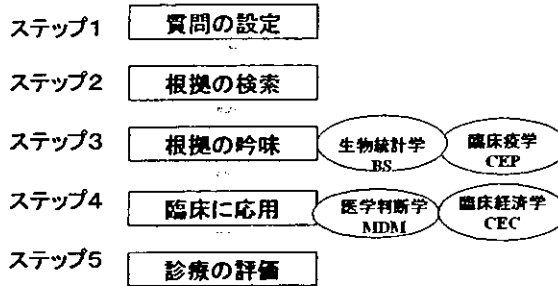 ステップ1 質問の設定
ステップ2 根拠の検索
ステップ3 根拠の吟味 生物統計学 臨床疫学
BS CEP
ステップ4 臨床に応用 医学判断学 臨床経済学
MDM CEC
ステップ5 診療の評価